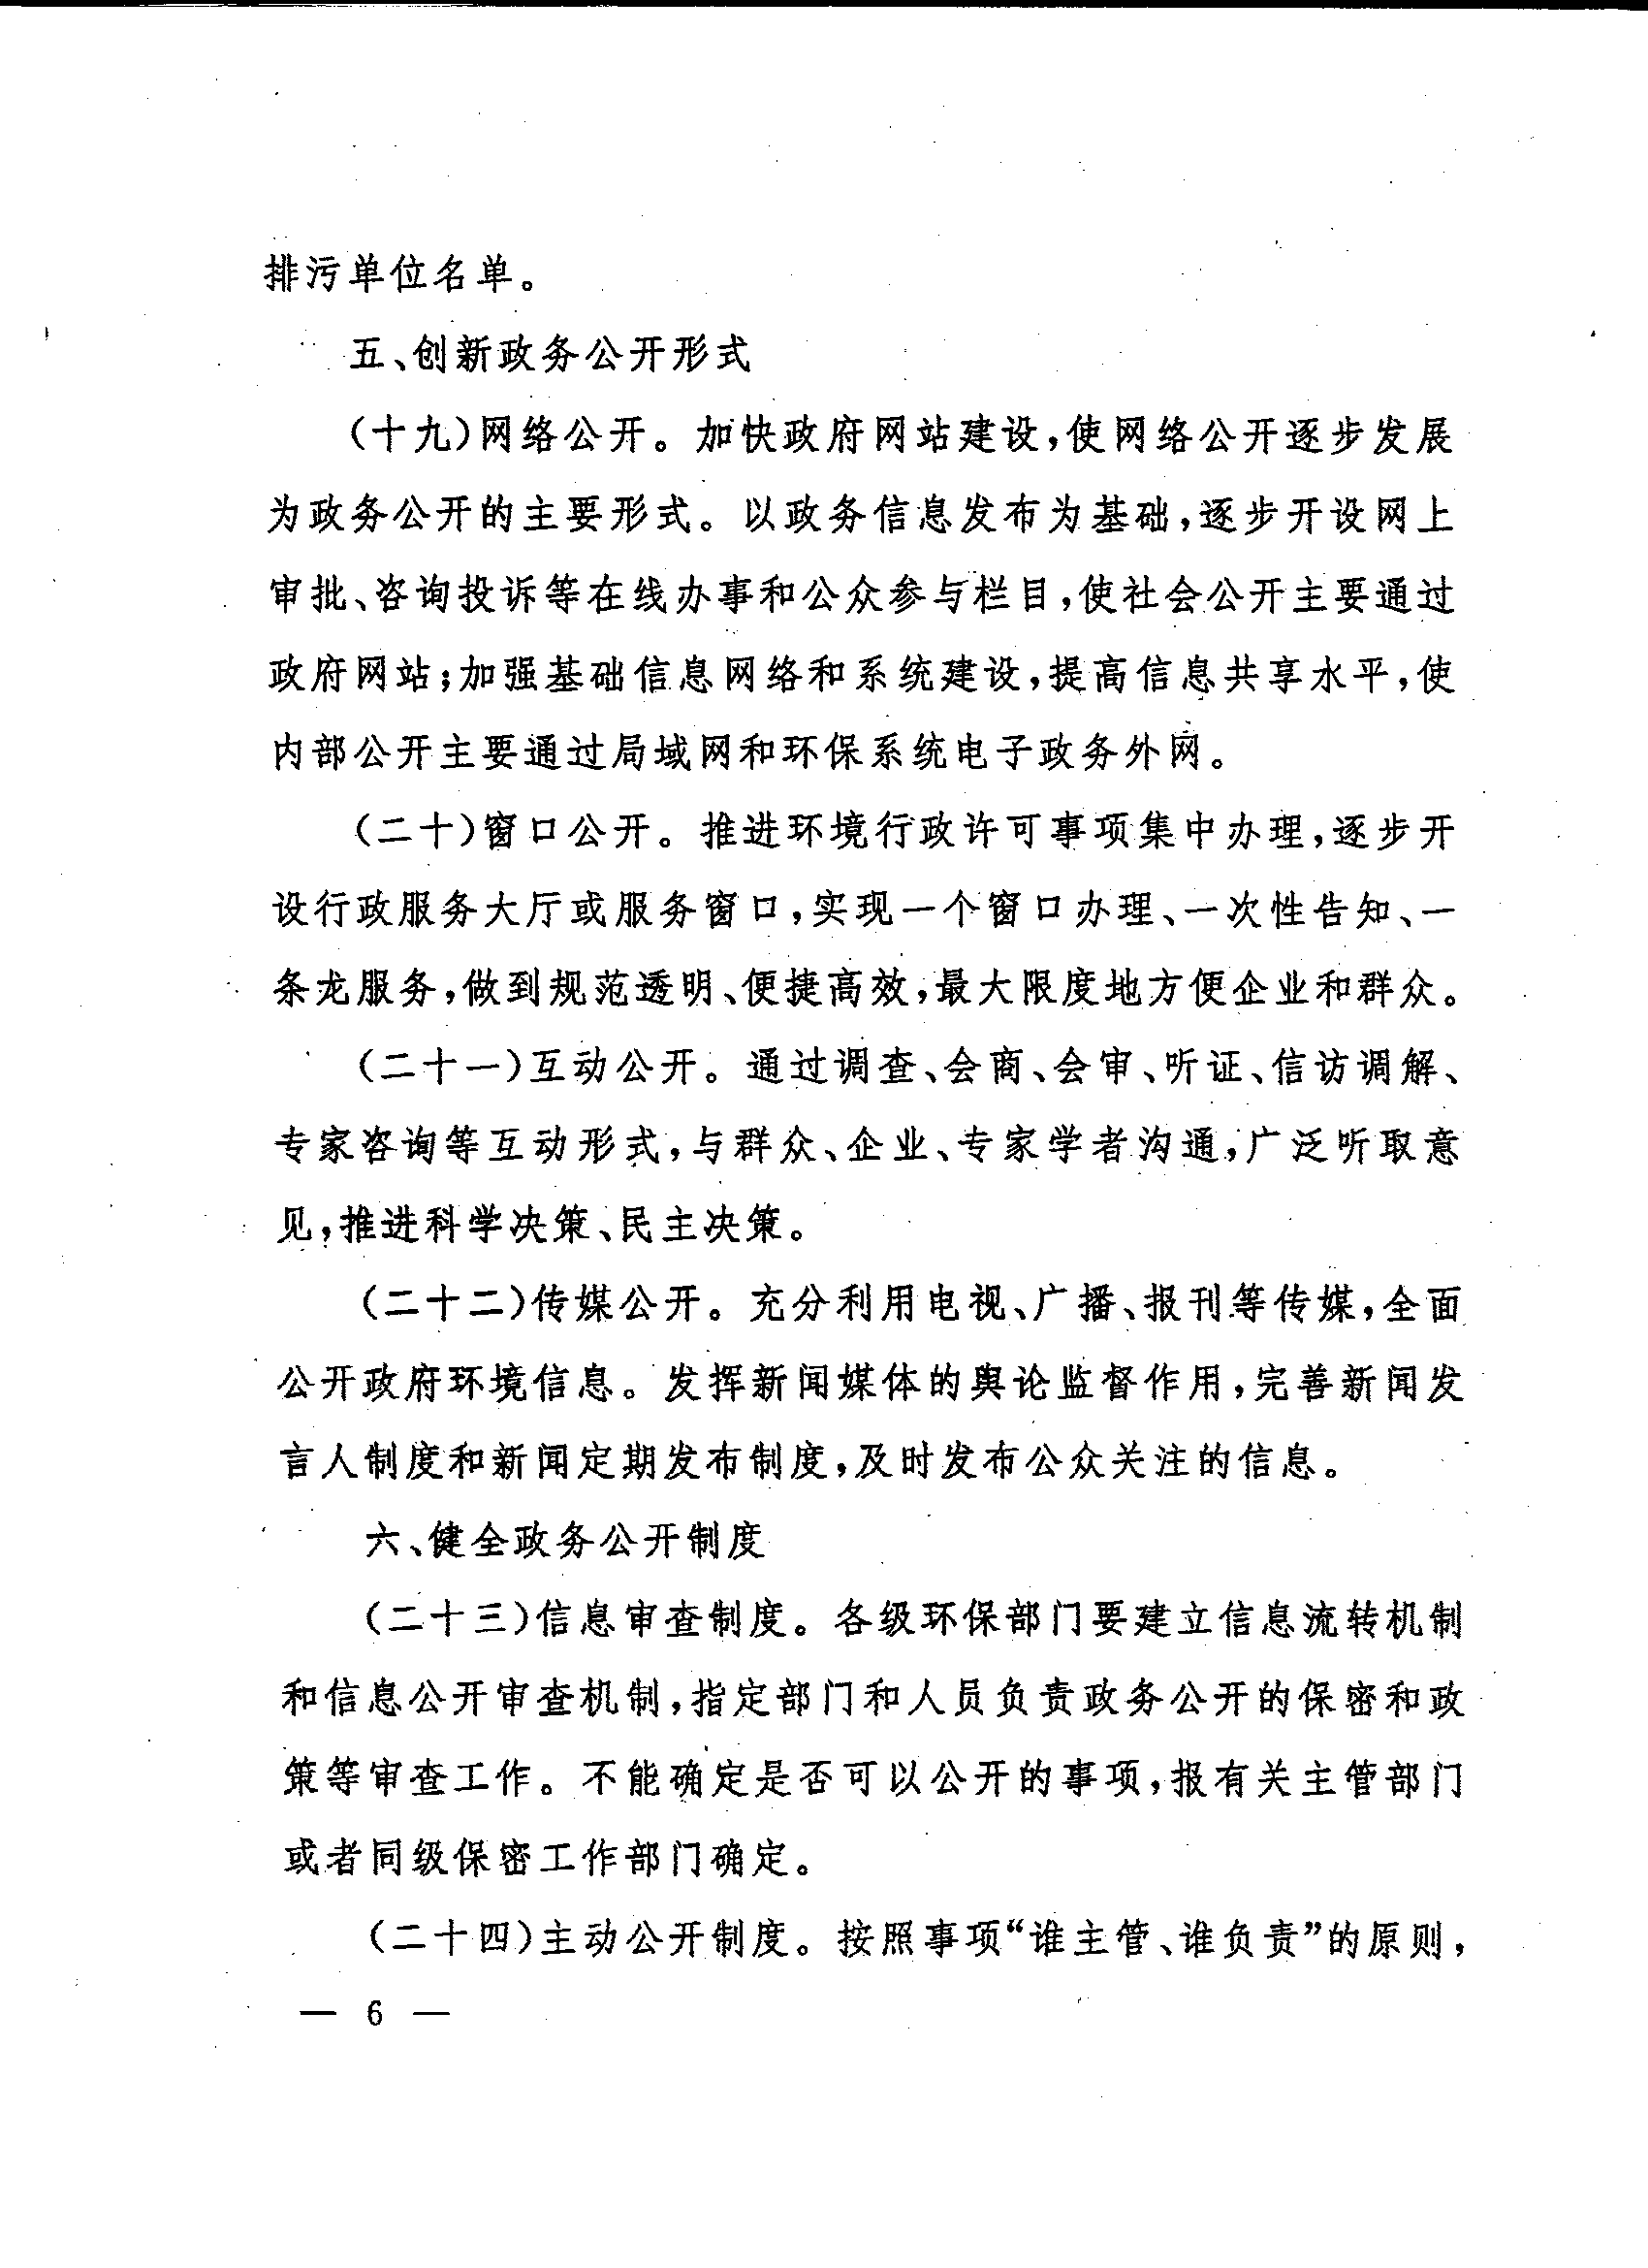 排污单位名单。
五、创新政务公开形式
(十九)网络公开。加快政府网站建设,使网络公开逐步发展
为政务公开的主要形式。以政务信息发布为基础,逐步开设网上
审批、咨询投诉等在线办事和公众参与栏目,使社会公开主要通过
政府网站;加强基础信息网络和系统建设,提高信息共享水平,使
内部公开主要通过局域网和环保系统电子政务外网。
(二十)窗口公开。推进环境行政许可事项集中办理,逐步开
设行政服务大厅或服务窗口,实现一个窗口办理、一次性告知、一
条龙服务,做到规范透明、便捷高效,最大限度地方便企业和群众。
(二十一)互动公开。通过调查、会商、会审、听证、信访调解、
专家咨询等互动形式,与群众、企业、专家学者沟通,广泛听取意
见,推进科学决策、民主决策。
(二十二)传媒公开。充分利用电视、广播、报刊等传媒,全面
公开政府环境信息。发挥新闻媒体的舆论监督作用,完善新闻发
言人制度和新闻定期发布制度,及时发布公众关注的信息。
六、健全政务公开制度
(二十三)信息审查制度。各级环保部门要建立信息流转机制
和信息公开审查机制,指定部门和人员负责政务公开的保密和政
策等审查工作。不能确定是否可以公开的事项,报有关主管部门
或者同级保密工作部门确定。
(二十四)主动公开制度。按照事项“谁主管、谁负责”的原则,
— 6 —